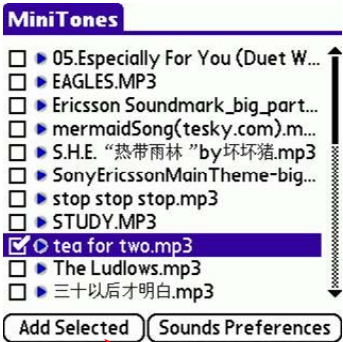 MiniTones
05.Especially For You (Duet W...
EAGLES.MP3
Ericsson Soundmark_big_part...
mermaidSong(tesky.com).m...
S.H.E. “热带雨林 ”by坏坏猪.mp3
SonyEricssonMainTheme-big...
stop stop stop.mp3
STUDY.MP3
tea for two.mp3
The Ludlows.mp3
三十以后才明白.mp3
Add Selected Sounds Preferences